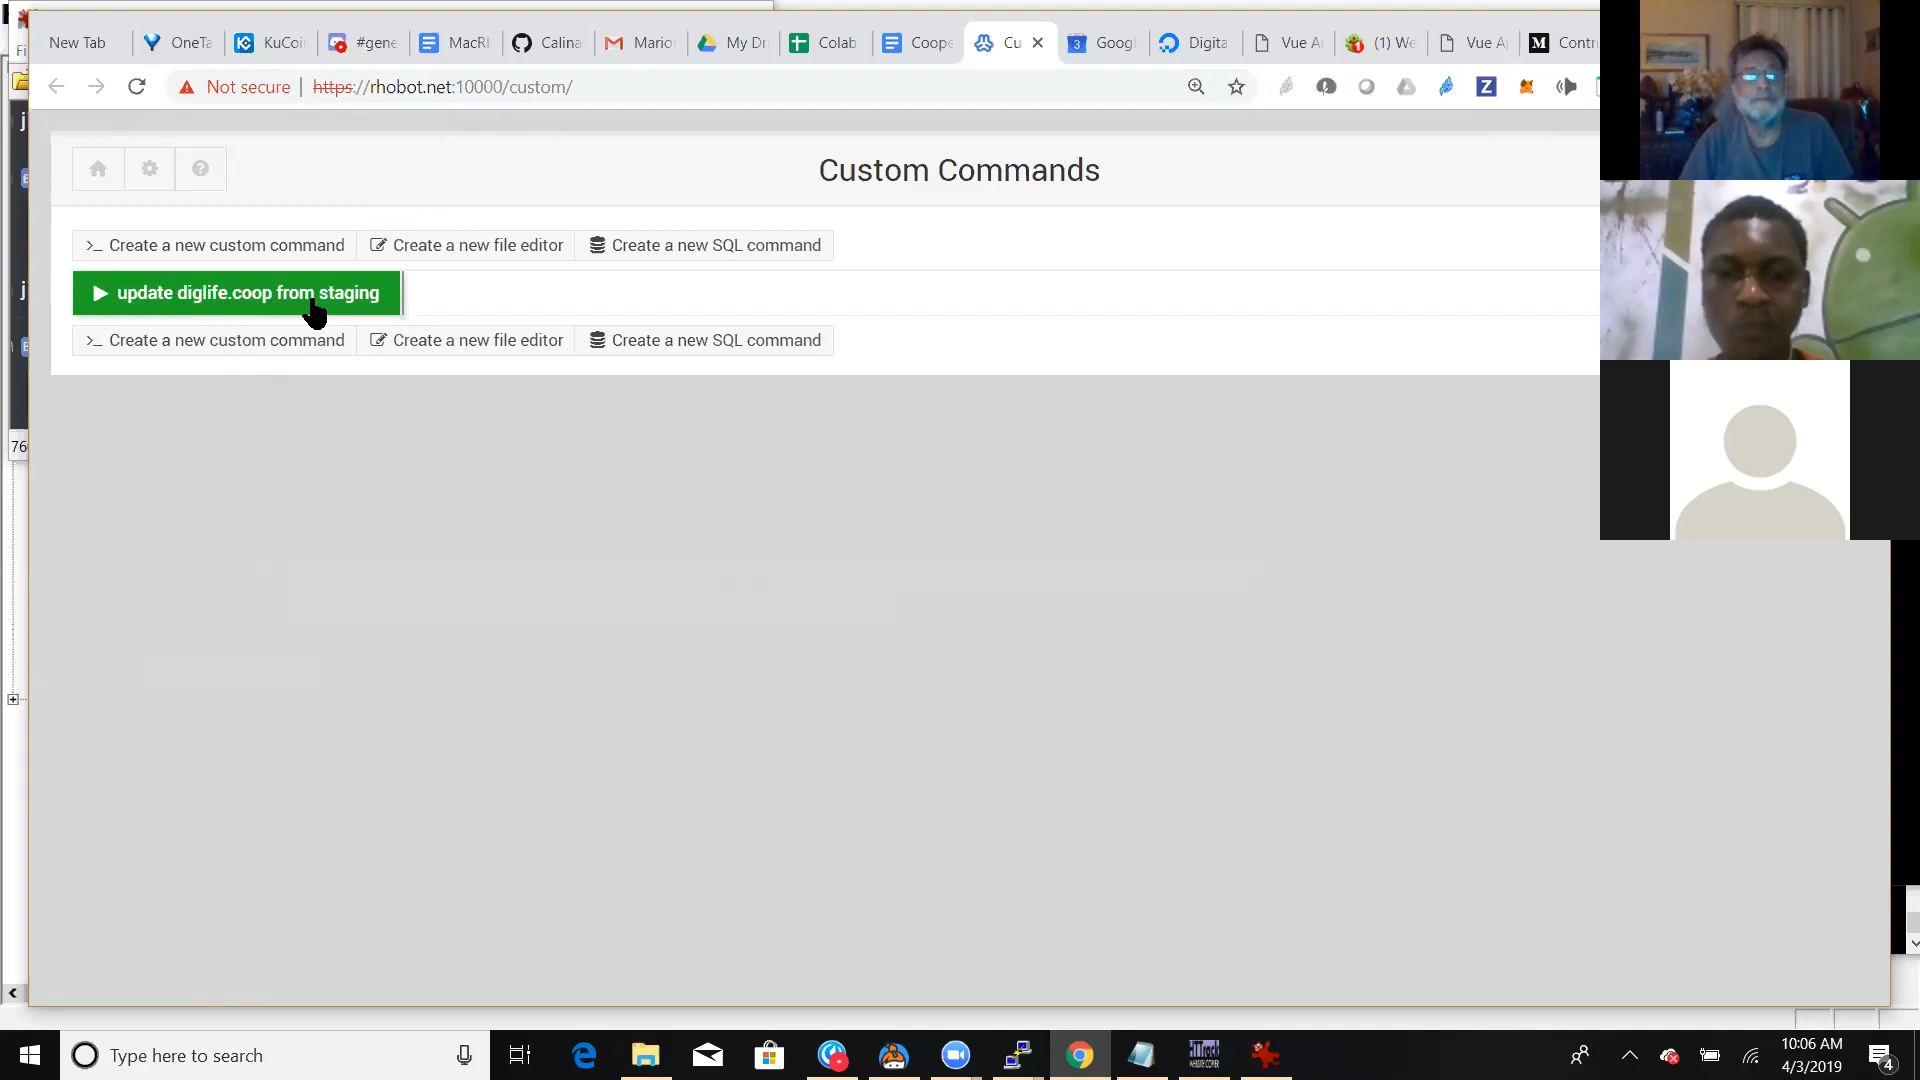 New Tab
OneTa
KuCoi
#gene
MacRl
Calina
Mario
My Dr
Colab
Coope
Cu
Googl
Digita
Vue A
(1) We
Vue A
Contr
Not secure | https://rhobot.net:10000/custom/
Custom Commands
Create a new custom command
Create a new file editor
Create a new SQL command
update diglife.coop from staging
Create a new custom command
Create a new file editor
Create a new SQL command
Fi
76
Type here to search
10:06 AM
4/3/2019
4